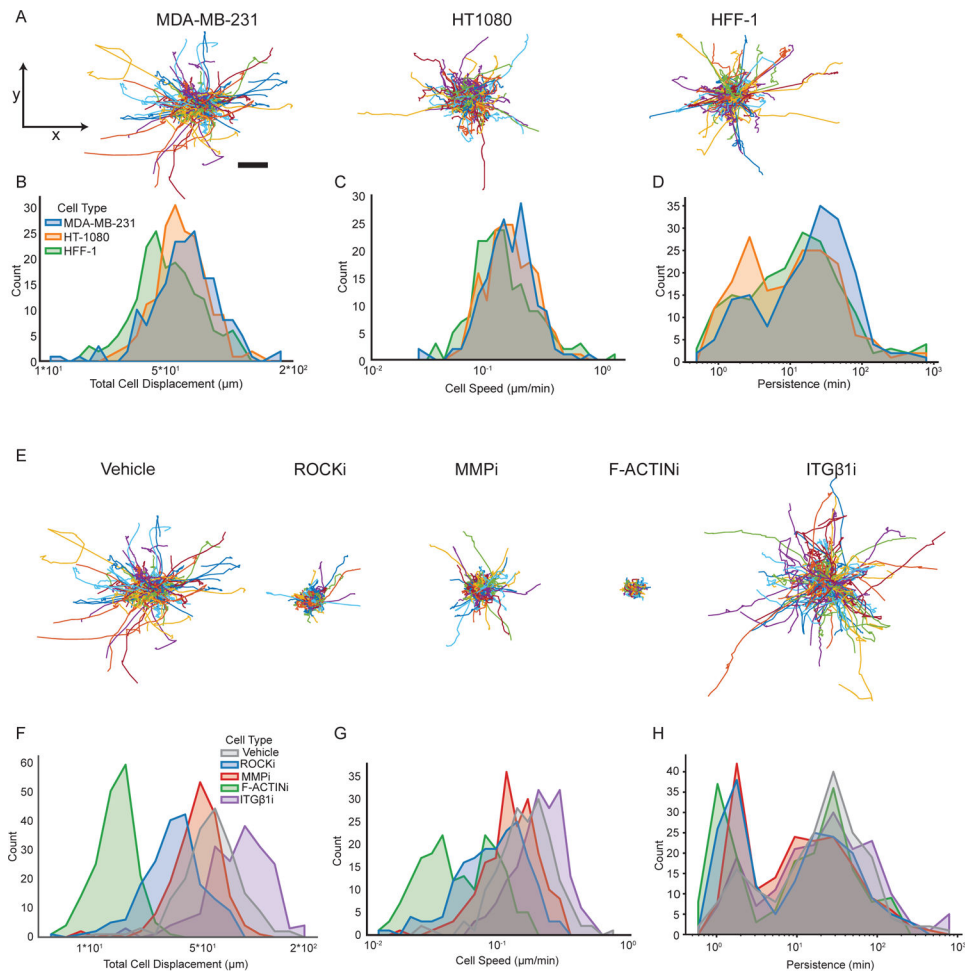 A
MDA-MB-231 HT1080 HFF-1
y
x
B C D
Cell Type
MDA-MB-231
HT-1080
HFF-1
Count
30
25
20
15
10
5
0
1*10¹ 5*10¹ 2*10²
Total Cell Displacement (µm)
Count
30
25
20
15
10
5
0
10⁻² 10⁻¹ 10⁰
Cell Speed (µm/min)
Count
35
30
25
20
15
10
5
0
10⁰ 10¹ 10² 10³
Persistence (min)
E
Vehicle ROCKi MMPi F-ACTINi ITGβ1i
F G H
Cell Type
Vehicle
ROCKi
MMPi
F-ACTINi
ITGβ1i
Count
60
50
40
30
20
10
0
1*10¹ 5*10¹ 2*10²
Total Cell Displacement (µm)
Count
35
30
25
20
15
10
5
0
10⁻² 10⁻¹ 10⁰
Cell Speed (µm/min)
Count
40
35
30
25
20
15
10
5
0
10⁰ 10¹ 10² 10³
Persistence (min)